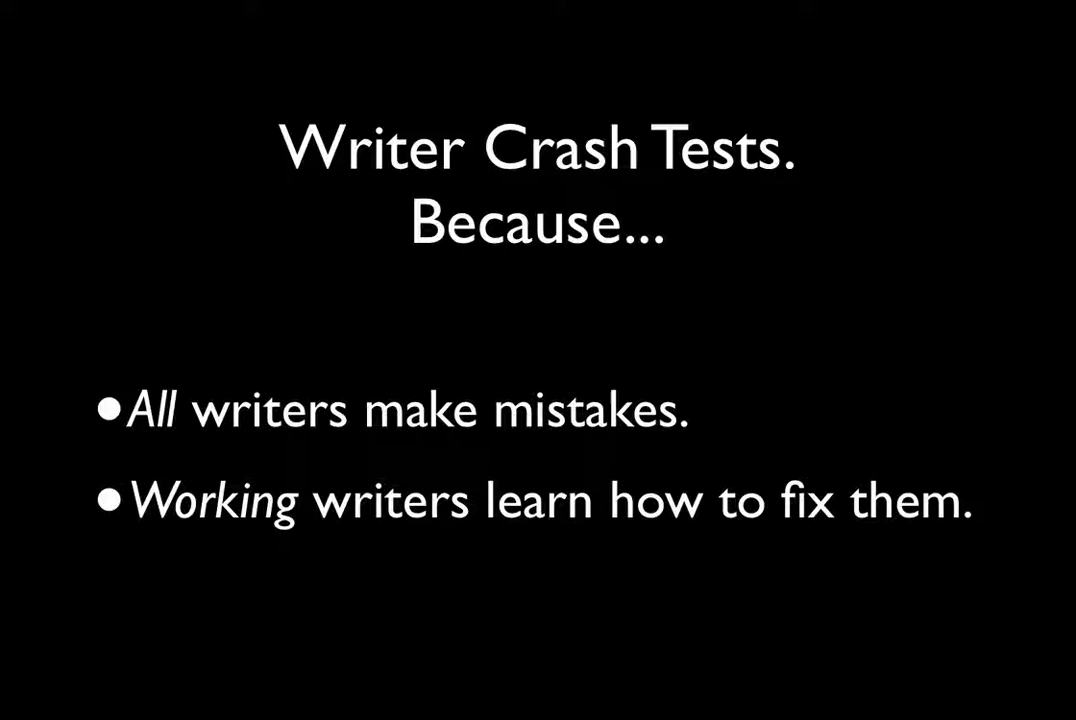 Writer Crash Tests.
Because...
•All writers make mistakes.
•Working writers learn how to fix them.